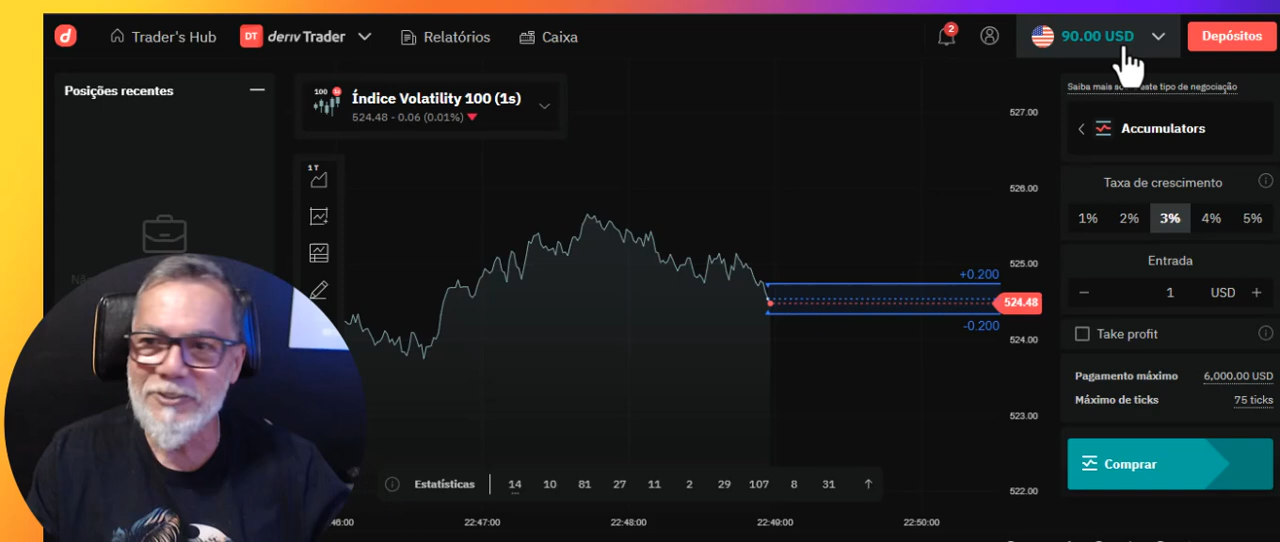 Trader's Hub
DT
deriv Trader
Relatórios
Caixa
2
90.00 USD
Depósitos
Posições recentes
100
1s
Índice Volatility 100 (1s)
524.48 - 0.06 (0.01%)
1 T
+0.200
-0.200
527.00
526.00
525.00
524.48
524.00
523.00
522.00
Estatísticas
14 10 81 27 11 2 29 107 8 31
22:47:00 22:48:00 22:49:00 22:50:00
Saiba mais este tipo de negociação
Accumulators
Taxa de crescimento
1% 2% 3% 4% 5%
Entrada
− 1 USD +
Take profit
Pagamento máximo 6,000.00 USD
Máximo de ticks 75 ticks
Comprar